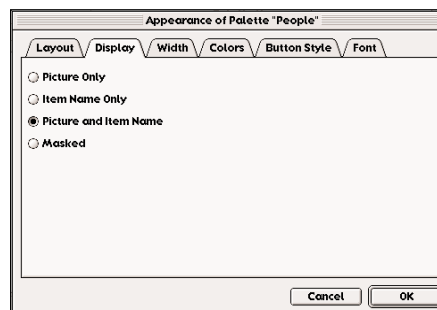 Appearance of Palette "People"
Layout Display Width Colors Button Style Font
Picture Only
Item Name Only
Picture and Item Name
Masked
Cancel OK